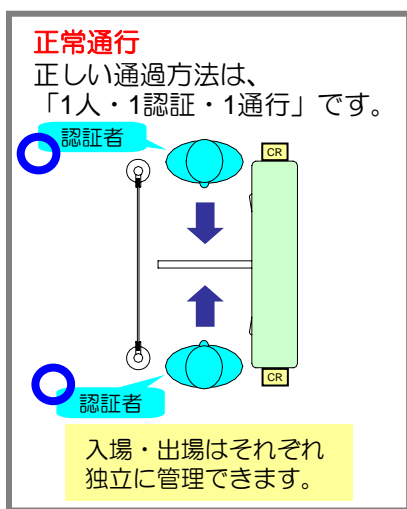 正常通行
正しい通過方法は、
「1人・1認証・1通行」です。
認証者
CR
CR
認証者
入場・出場はそれぞれ
独立に管理できます。